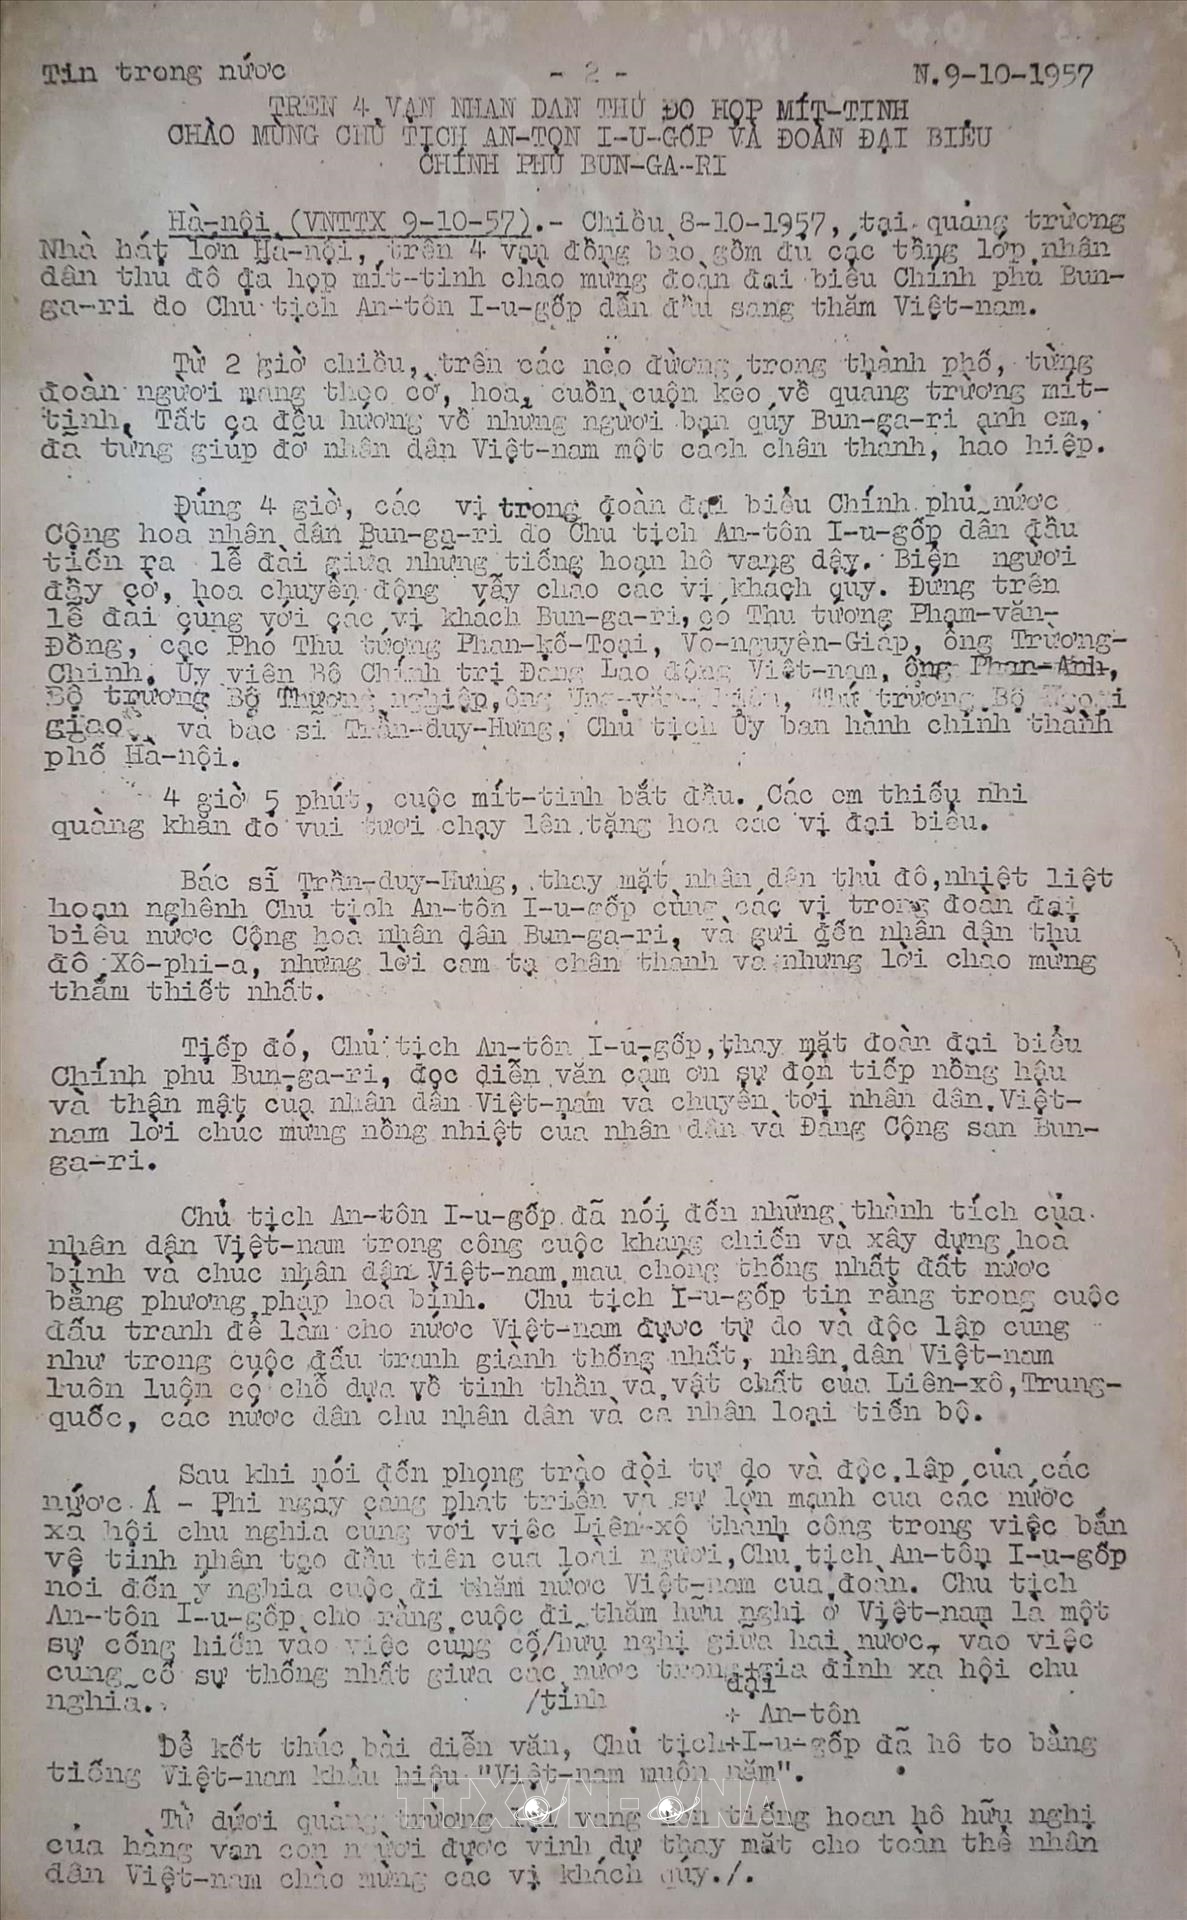 Tin trong nước - 2 - N.9-10-1957
TRÊN 4 VẠN NHÂN DÂN THỦ ĐÔ HỌP MÍT-TINH
CHÀO MỪNG CHỦ TỊCH AN-TÔN I-U-GỐP VÀ ĐOÀN ĐẠI BIỂU
CHÍNH PHỦ BUN-GA-RI
Hà-nội (VNTTX 9-10-57).- Chiều 8-10-1957, tại quảng trường
Nhà hát lớn Hà-nội, trên 4 vạn đồng bào gồm đủ các tầng lớp nhân
dân thủ đô đã họp mít-tinh chào mừng đoàn đại biểu Chính phủ Bun-
ga-ri do Chủ tịch An-tôn I-u-gốp dẫn đầu sang thăm Việt-nam.
Từ 2 giờ chiều, trên các nẻo đường trong thành phố, từng
đoàn người mang theo cờ, hoa, cuồn cuộn kéo về quảng trường mít-
tinh. Tất cả đều hướng về những người bạn qúy Bun-ga-ri anh em,
đã từng giúp đỡ nhân dân Việt-nam một cách chân thành, hào hiệp.
Đúng 4 giờ, các vị trong đoàn đại biểu Chính phủ nước
Cộng hoà nhân dân Bun-ga-ri do Chủ tịch An-tôn I-u-gốp dẫn đầu
tiến ra lễ đài giữa những tiếng hoan hô vang dậy. Biển người
đầy cờ, hoa chuyển động vẫy chào các vị khách qúy. Đứng trên
lễ đài cùng với các vị khách Bun-ga-ri, có Thủ tướng Phạm-văn-
Đồng, các Phó Thủ tướng Phan-kế-Toại, Võ-nguyên-Giáp, ông Trường-
Chinh, Ủy viên Bộ Chính trị Đảng Lao động Việt-nam, ông Phan-Anh,
Bộ trưởng Bộ Thương nghiệp, ông Ung-văn-Khiêm, Thứ trưởng Bộ Ngoại
giao và bác sĩ Trần-duy-Hưng, Chủ tịch Ủy ban hành chính thành
phố Hà-nội.
4 giờ 5 phút, cuộc mít-tinh bắt đầu. Các em thiếu nhi
quàng khăn đỏ vui tươi chạy lên tặng hoa các vị đại biểu.
Bác sĩ Trần-duy-Hưng, thay mặt nhân dân thủ đô, nhiệt liệt
hoan nghênh Chủ tịch An-tôn I-u-gốp cùng các vị trong đoàn đại
biểu nước Cộng hoà nhân dân Bun-ga-ri, và gửi đến nhân dân thủ
đô Xô-phi-a, những lời cảm tạ chân thành và những lời chào mừng
thắm thiết nhất.
Tiếp đó, Chủ tịch An-tôn I-u-gốp, thay mặt đoàn đại biểu
Chính phủ Bun-ga-ri, đọc diễn văn cảm ơn sự đón tiếp nồng hậu
và thân mật của nhân dân Việt-nam và chuyển tới nhân dân Việt-
nam lời chúc mừng nồng nhiệt của nhân dân và Đảng Cộng sản Bun-
ga-ri.
Chủ tịch An-tôn I-u-gốp đã nói đến những thành tích của
nhân dân Việt-nam trong công cuộc kháng chiến và xây dựng hoà
bình và chúc nhân dân Việt-nam mau chóng thống nhất đất nước
bằng phương pháp hoà bình. Chủ tịch I-u-gốp tin rằng trong cuộc
đấu tranh để làm cho nước Việt-nam được tự do và độc lập cũng
như trong cuộc đấu tranh giành thống nhất, nhân dân Việt-nam
luôn luôn có chỗ dựa về tinh thần và vật chất của Liên-xô, Trung-
quốc, các nước dân chủ nhân dân và cả nhân loại tiến bộ.
Sau khi nói đến phong trào đòi tự do và độc lập của các
nước Á - Phi ngày càng phát triển và sự lớn mạnh của các nước
xã hội chủ nghĩa cùng với việc Liên-xô thành công trong việc bắn
vệ tinh nhân tạo đầu tiên của loài người, Chủ tịch An-tôn I-u-gốp
nói đến ý nghĩa cuộc đi thăm nước Việt-nam của đoàn. Chủ tịch
An-tôn I-u-gốp cho rằng cuộc đi thăm hữu nghị ở Việt-nam là một
sự cống hiến vào việc củng cố/hữu nghị giữa hai nước, vào việc
củng cố sự thống nhất giữa các nước trong+gia đình xã hội chủ
nghĩa. /tình đại
+ An-tôn
Để kết thúc bài diễn văn, Chủ tịch+I-u-gốp đã hô to bằng
tiếng Việt-nam khẩu hiệu "Việt-nam muôn năm".
Từ dưới quảng trường nổi vang lên tiếng hoan hô hữu nghị
của hàng vạn con người được vinh dự thay mặt cho toàn thể nhân
dân Việt-nam chào mừng các vị khách qúy./.
TTXVN-VNA